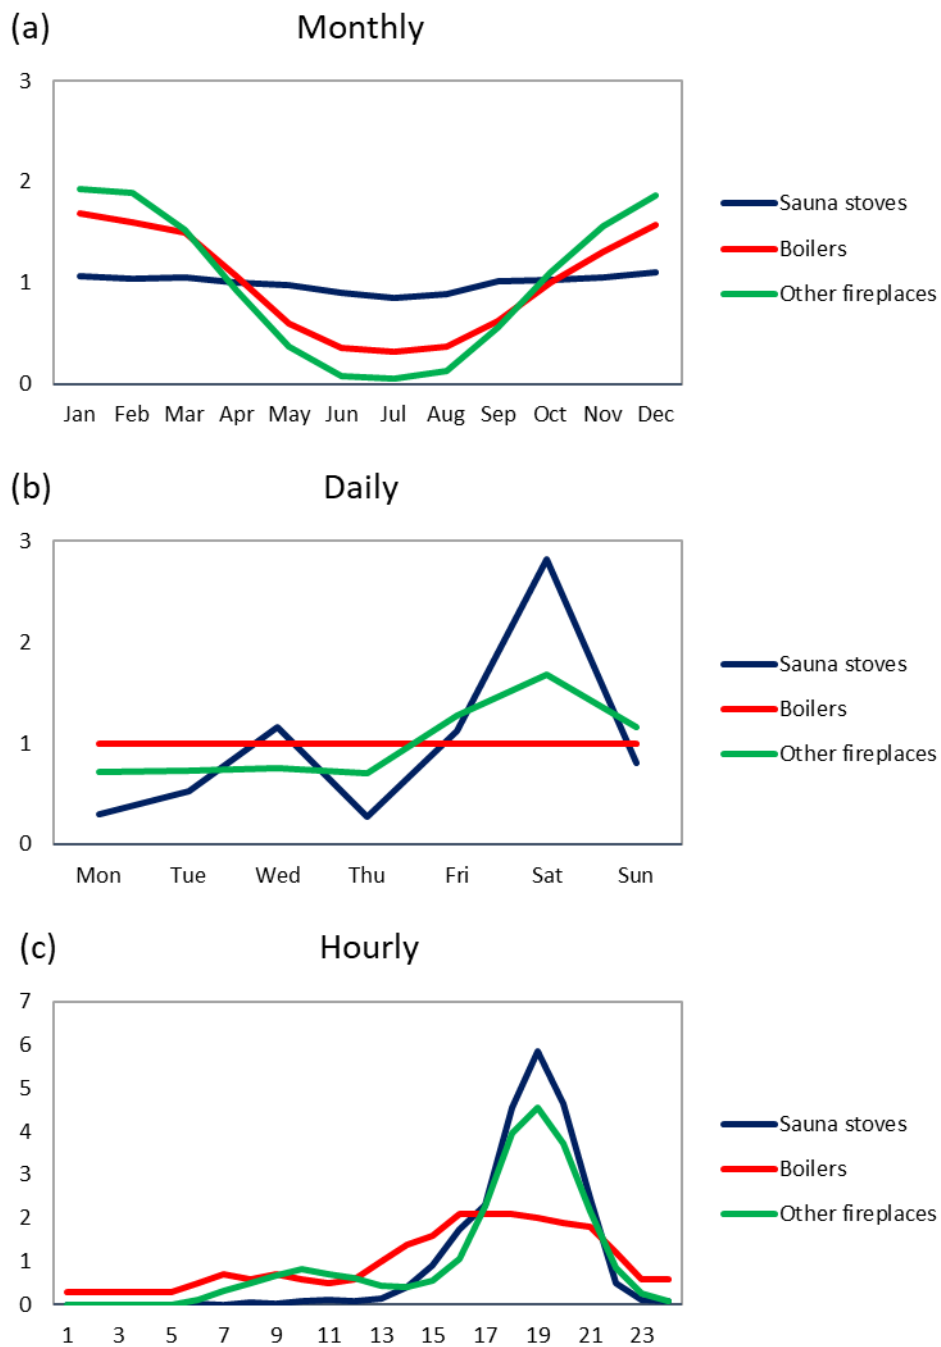 (a) Monthly
3
2
1
0
Jan Feb Mar Apr May Jun Jul Aug Sep Oct Nov Dec
Sauna stoves
Boilers
Other fireplaces
(b) Daily
3
2
1
0
Mon Tue Wed Thu Fri Sat Sun
Sauna stoves
Boilers
Other fireplaces
(c) Hourly
7
6
5
4
3
2
1
0
1 3 5 7 9 11 13 15 17 19 21 23
Sauna stoves
Boilers
Other fireplaces